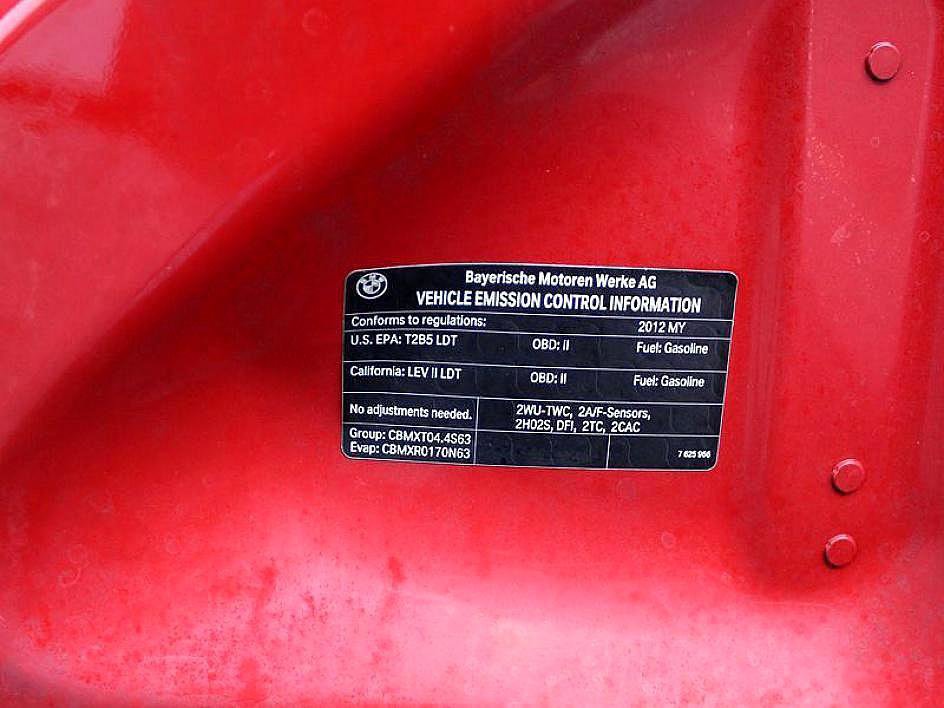 Bayerische Motoren Werke AG
VEHICLE EMISSION CONTROL INFORMATION
Conforms to regulations: 2012 MY
U.S. EPA: T2B5 LDT OBD: II Fuel: Gasoline
California: LEV II LDT OBD: II Fuel: Gasoline
No adjustments needed. 2WU-TWC, 2A/F-Sensors,
2HO2S, DFI, 2TC, 2CAC
Group: CBMXT04.4S63
Evap: CBMXR0170N63 7 625 966